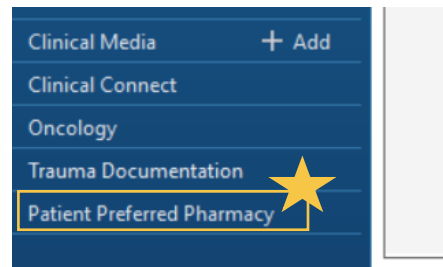 Clinical Media + Add
Clinical Connect
Oncology
Trauma Documentation
Patient Preferred Pharmacy